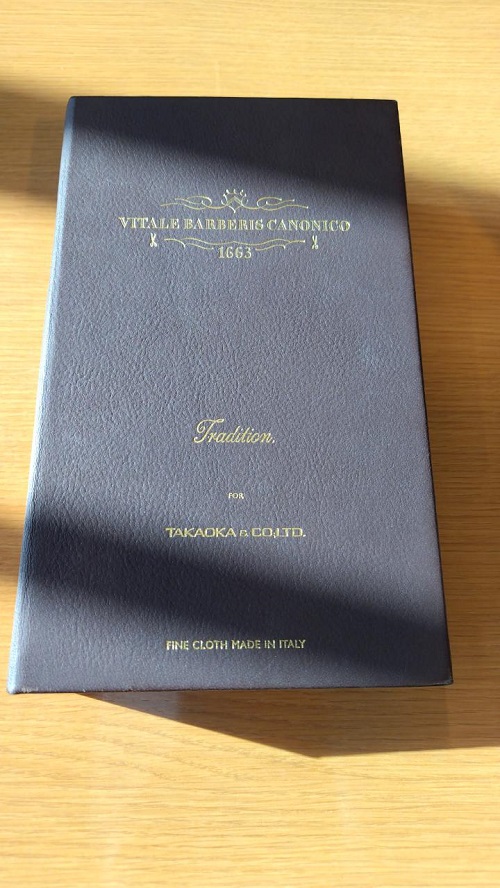 VITALE BARBERIS CANONICO
1663
Tradition.
FOR
TAKAOKA & CO.,LTD.
FINE CLOTH MADE IN ITALY